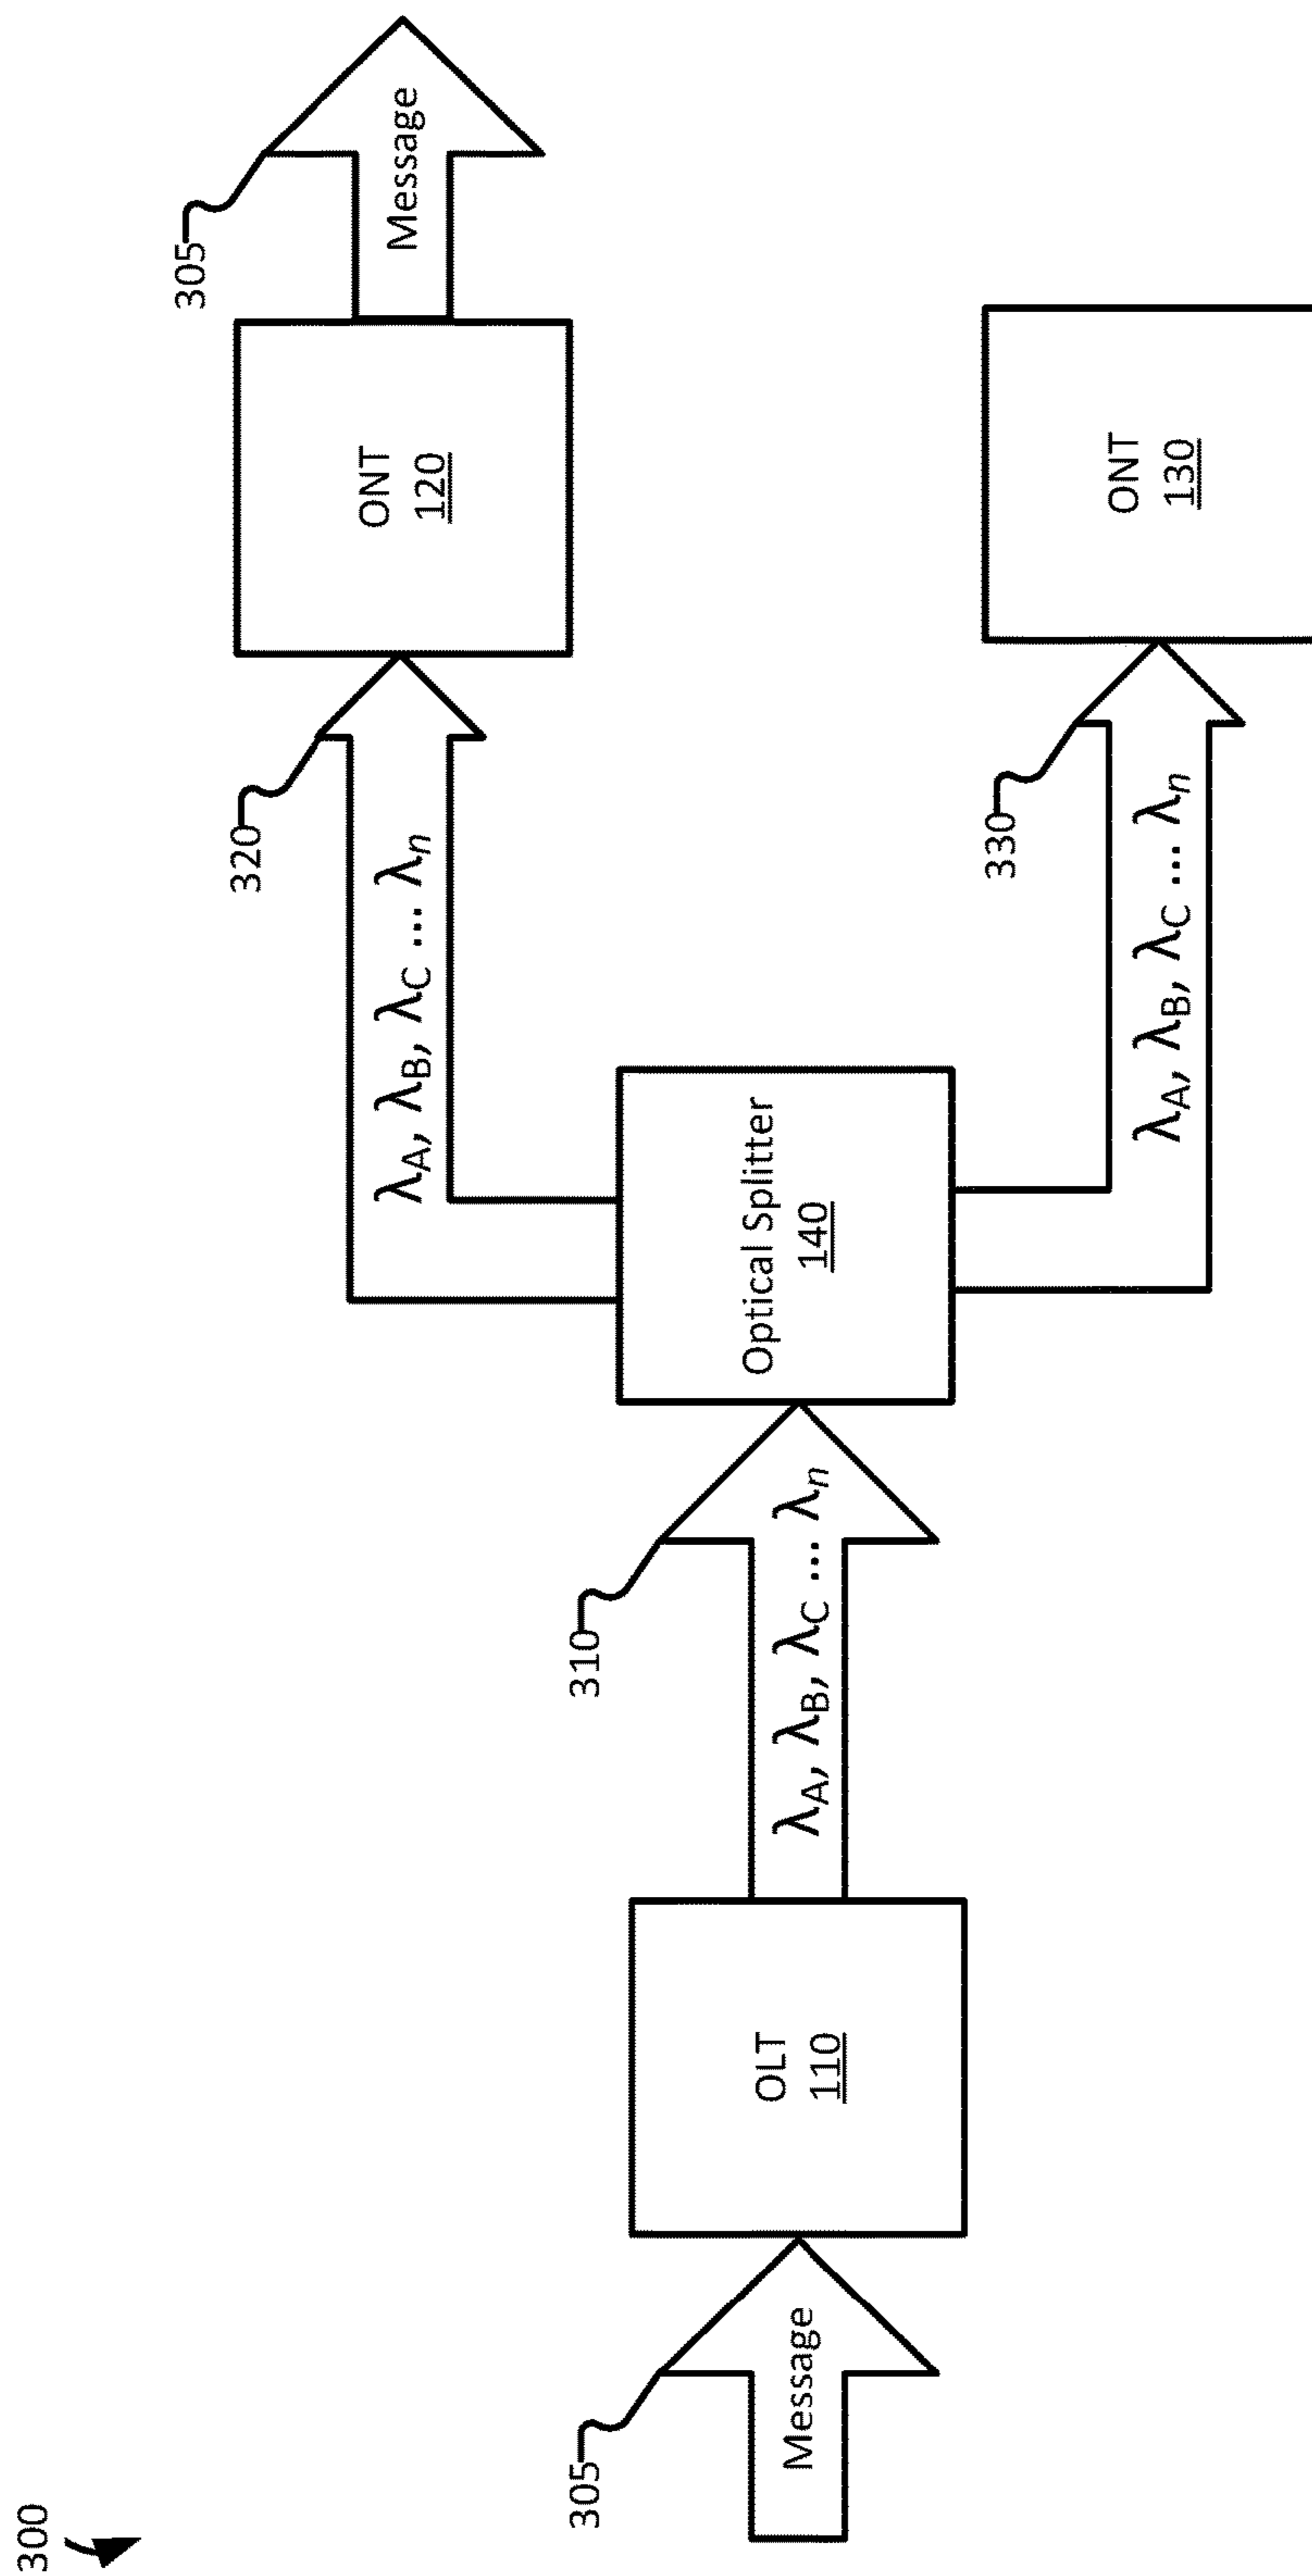 300
305
Message
OLT
110
310
λA, λB, λC ... λn
Optical Splitter
140
320
λA, λB, λC ... λn
ONT
120
305
Message
330
λA, λB, λC ... λn
ONT
130